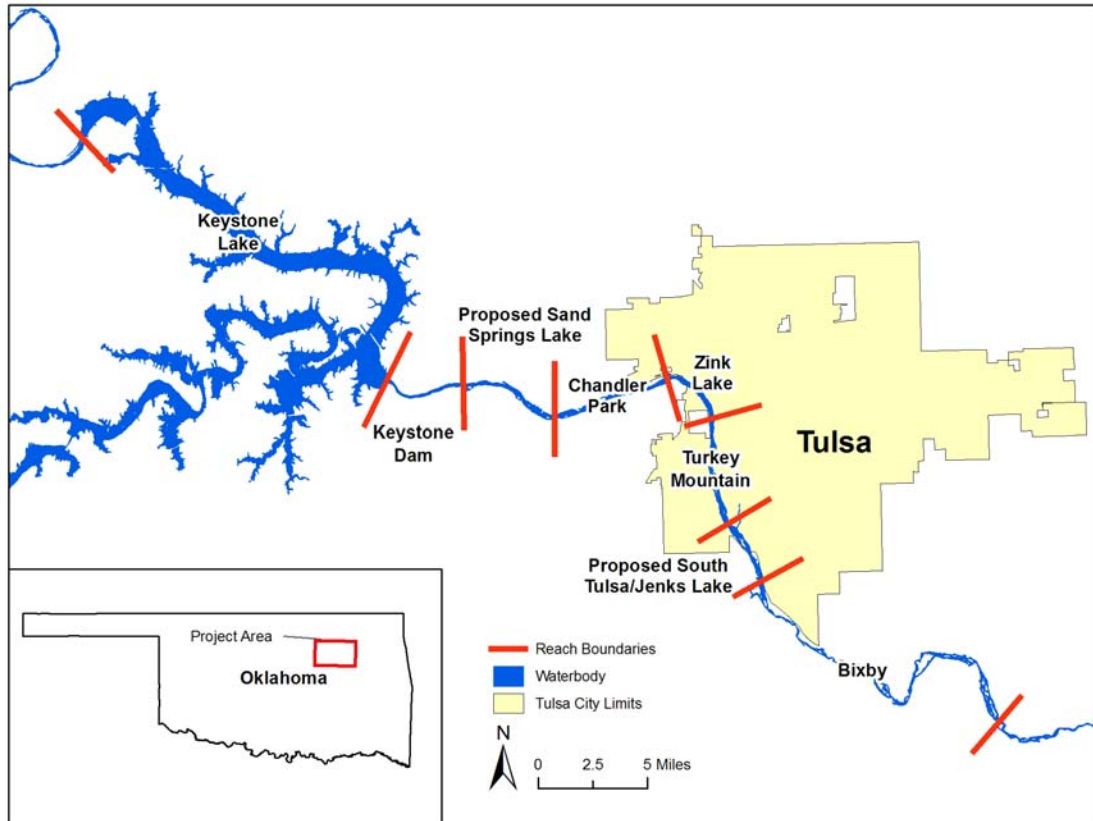 Keystone
Lake
Proposed Sand
Springs Lake
Zink
Lake
Chandler
Park
Keystone
Dam
Tulsa
Turkey
Mountain
Proposed South
Tulsa/Jenks Lake
Bixby
Project Area
Oklahoma
Reach Boundaries
Waterbody
Tulsa City Limits
N
0 2.5 5 Miles